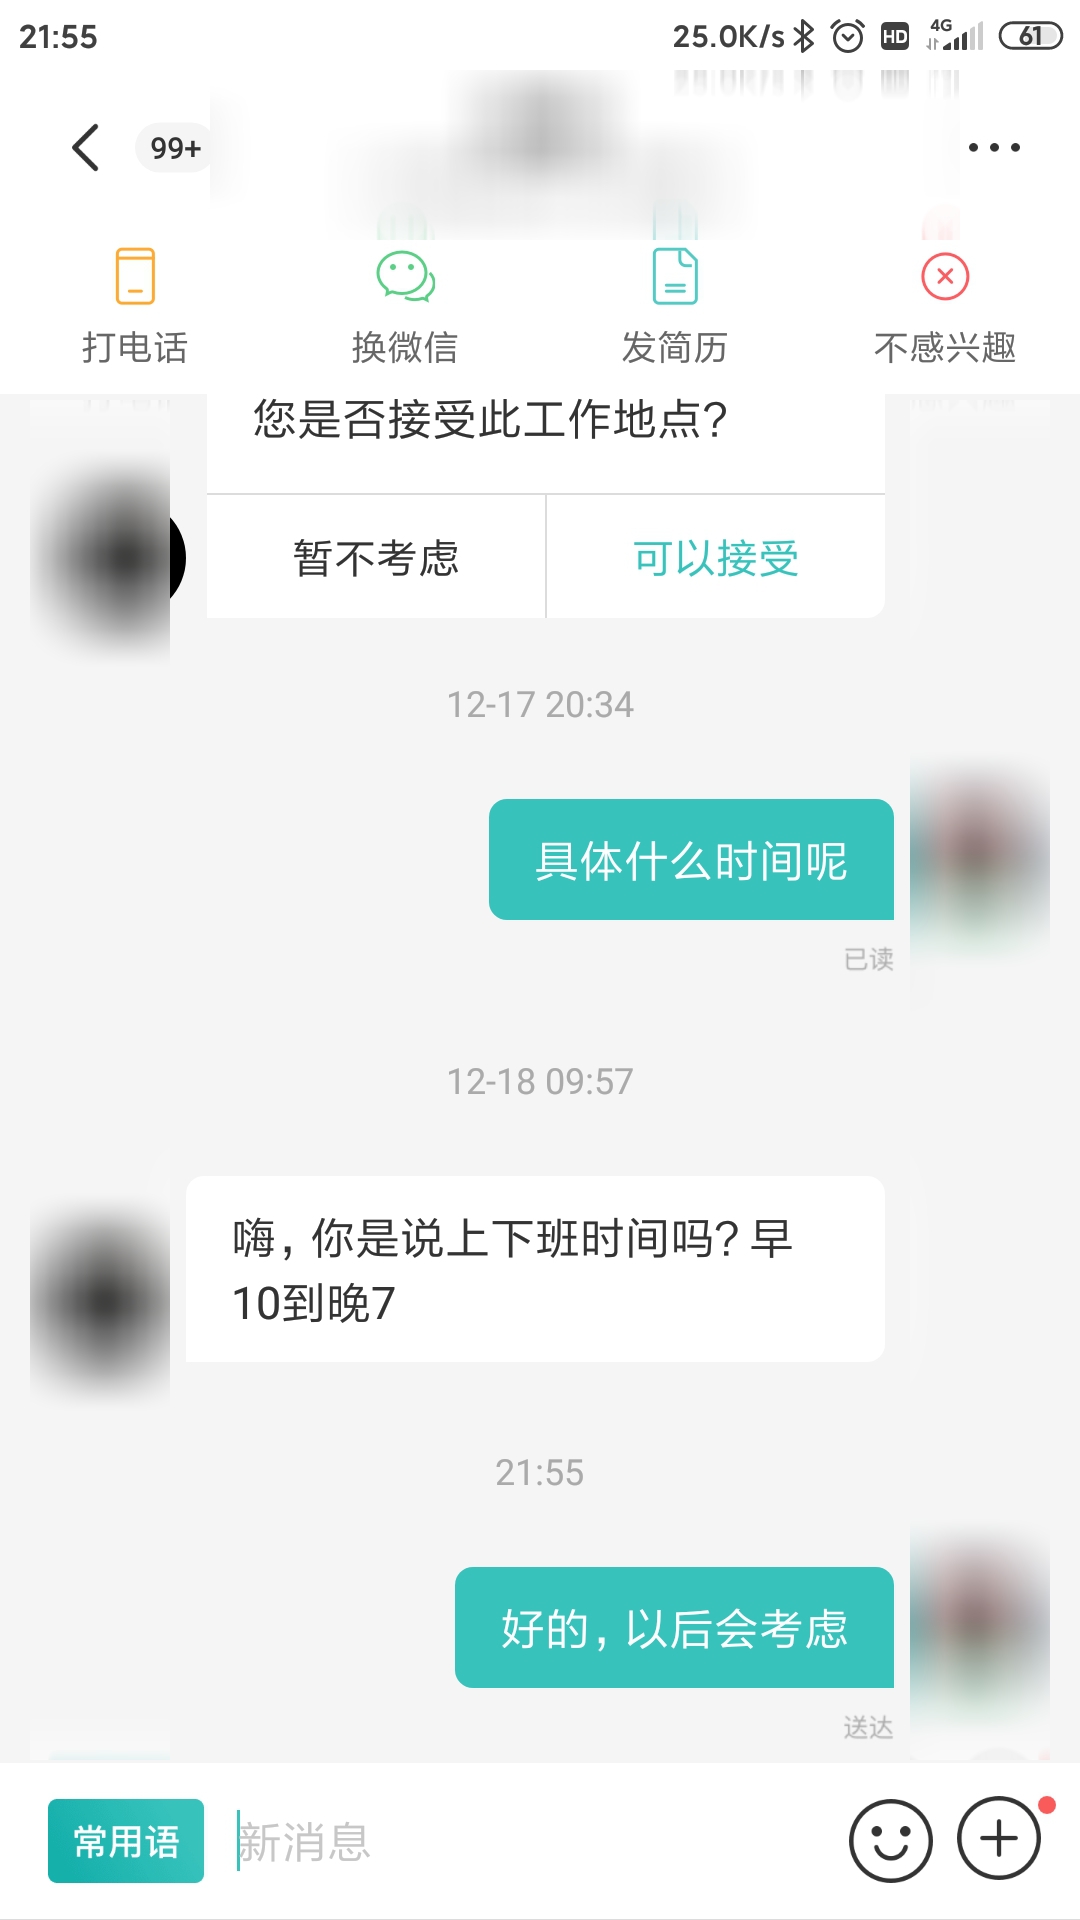 21:55
25.0K/s HD 4G 61
99+
打电话
换微信
发简历
不感兴趣
您是否接受此工作地点?
暂不考虑
可以接受
12-17 20:34
具体什么时间呢
已读
12-18 09:57
嗨,你是说上下班时间吗?早
10到晚7
21:55
好的,以后会考虑
送达
常用语
新消息